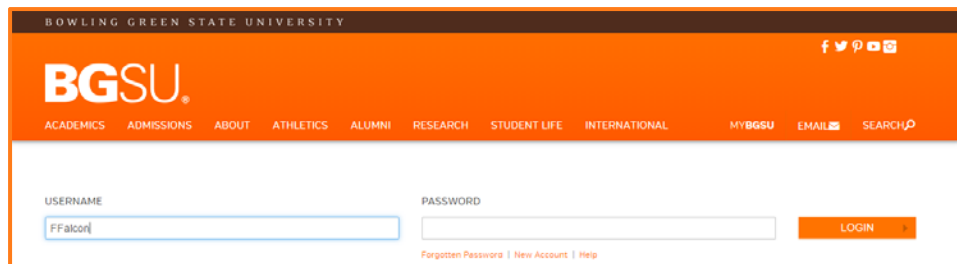 BOWLING GREEN STATE UNIVERSITY
BGSU®
ACADEMICS ADMISSIONS ABOUT ATHLETICS ALUMNI RESEARCH STUDENT LIFE INTERNATIONAL MYBGSU EMAIL SEARCH
USERNAME PASSWORD
FFalcon LOGIN
Forgotten Password | New Account | Help